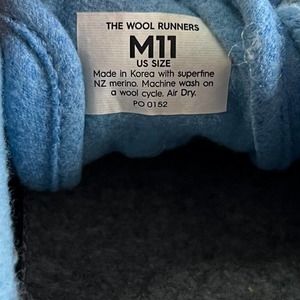 THE WOOL RUNNERS
M11
US SIZE
Made in Korea with superfine
NZ merino. Machine wash on
a wool cycle. Air Dry.
PO 0152